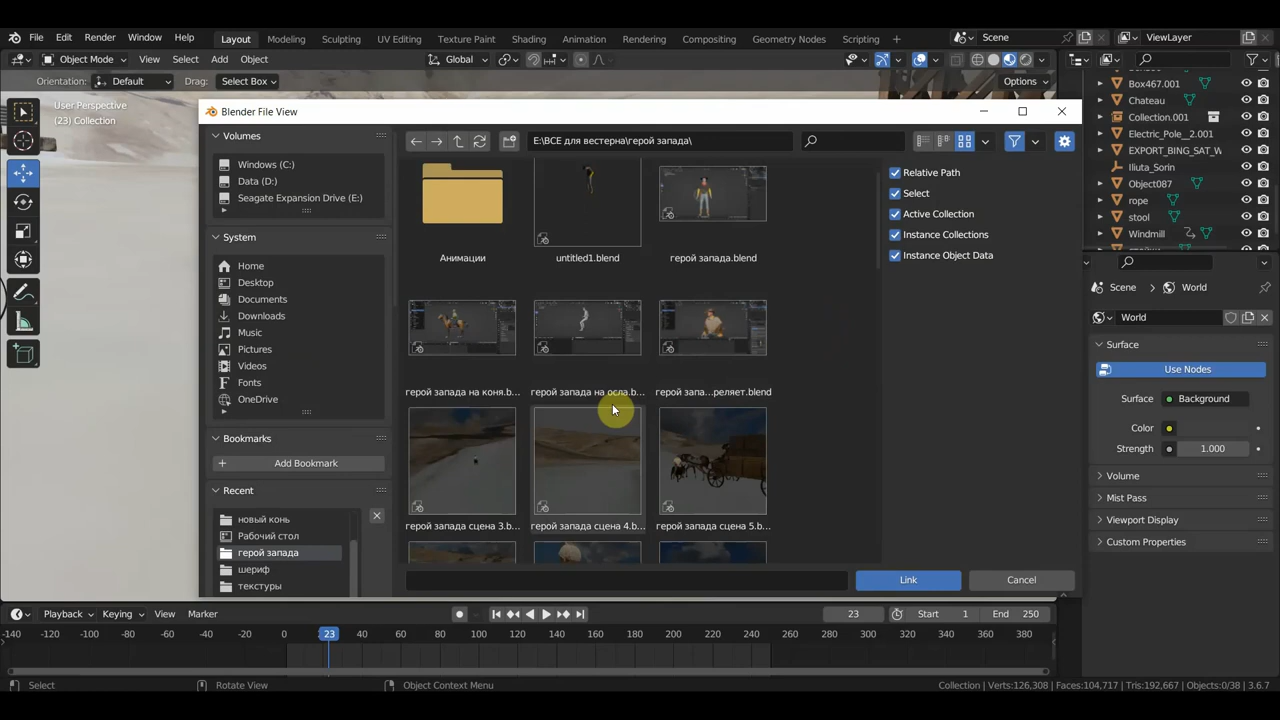 File Edit Render Window Help Layout Modeling Sculpting UV Editing Texture Paint Shading Animation Rendering Compositing Geometry Nodes Scripting + Scene ViewLayer
Object Mode View Select Add Object Global
Orientation: Default Drag: Select Box Options
User Perspective
(23) Collection
Box467.001
Chateau
Collection.001
Electric_Pole_2.001
EXPORT_BING_SAT_W
Iliuta_Sorin
Object087
rope
stool
Windmill
Blender File View
Volumes
Windows (C:)
Data (D:)
Seagate Expansion Drive (E:)
System
Home
Desktop
Documents
Downloads
Music
Pictures
Videos
Fonts
OneDrive
Bookmarks
Add Bookmark
Recent
новый конь
Рабочий стол
герой запада
шериф
текстуры
E:\ВСЕ для вестерна\герой запада\
Анимации untitled1.blend герой запада.blend
герой запада на коня.b... герой запада на осла.b... герой запа...реляет.blend
герой запада сцена 3.b... герой запада сцена 4.b... герой запада сцена 5.b...
Relative Path
Select
Active Collection
Instance Collections
Instance Object Data
Link Cancel
Scene World
World
Surface
Use Nodes
Surface Background
Color
Strength 1.000
Volume
Mist Pass
Viewport Display
Custom Properties
Playback Keying View Marker 23 Start 1 End 250
-140 -120 -100 -80 -60 -40 -20 0 23 40 60 80 100 120 140 160 180 200 220 240 260 280 300 320 340 360 380
Select Rotate View Object Context Menu Collection | Verts:126,308 | Faces:104,717 | Tris:192,667 | Objects:0/38 | 3.6.7